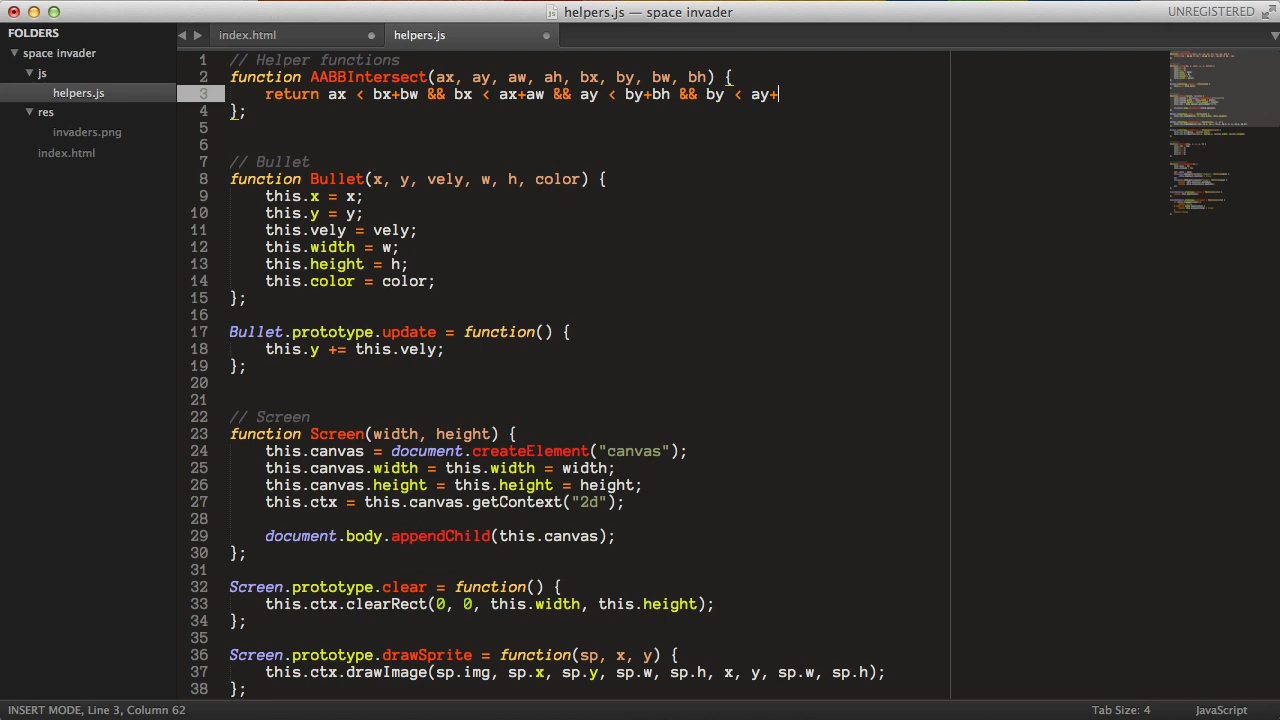 helpers.js — space invader
UNREGISTERED
FOLDERS
space invader
js
helpers.js
res
invaders.png
index.html
index.html
helpers.js
1 // Helper functions
2 function AABBIntersect(ax, ay, aw, ah, bx, by, bw, bh) {
3 return ax < bx+bw && bx < ax+aw && ay < by+bh && by < ay+
4 };
5
6
7 // Bullet
8 function Bullet(x, y, vely, w, h, color) {
9 this.x = x;
10 this.y = y;
11 this.vely = vely;
12 this.width = w;
13 this.height = h;
14 this.color = color;
15 };
16
17 Bullet.prototype.update = function() {
18 this.y += this.vely;
19 };
20
21
22 // Screen
23 function Screen(width, height) {
24 this.canvas = document.createElement("canvas");
25 this.canvas.width = this.width = width;
26 this.canvas.height = this.height = height;
27 this.ctx = this.canvas.getContext("2d");
28
29 document.body.appendChild(this.canvas);
30 };
31
32 Screen.prototype.clear = function() {
33 this.ctx.clearRect(0, 0, this.width, this.height);
34 };
35
36 Screen.prototype.drawSprite = function(sp, x, y) {
37 this.ctx.drawImage(sp.img, sp.x, sp.y, sp.w, sp.h, x, y, sp.w, sp.h);
38 };
INSERT MODE, Line 3, Column 62
Tab Size: 4
JavaScript